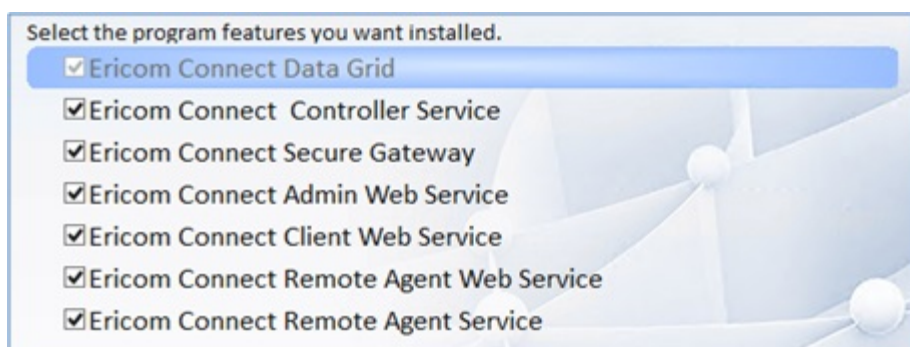 Select the program features you want installed.
Ericom Connect Data Grid
Ericom Connect  Controller Service
Ericom Connect Secure Gateway
Ericom Connect Admin Web Service
Ericom Connect Client Web Service
Ericom Connect Remote Agent Web Service
Ericom Connect Remote Agent Service